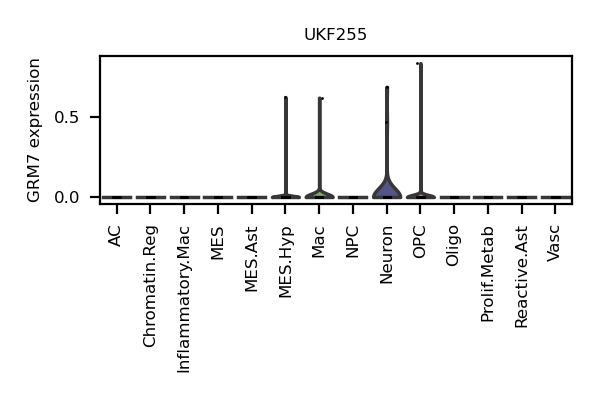 UKF255
GRM7 expression
0.5
0.0
AC
Chromatin.Reg
Inflammatory.Mac
MES
MES.Ast
MES.Hyp
Mac
NPC
Neuron
OPC
Oligo
Prolif.Metab
Reactive.Ast
Vasc